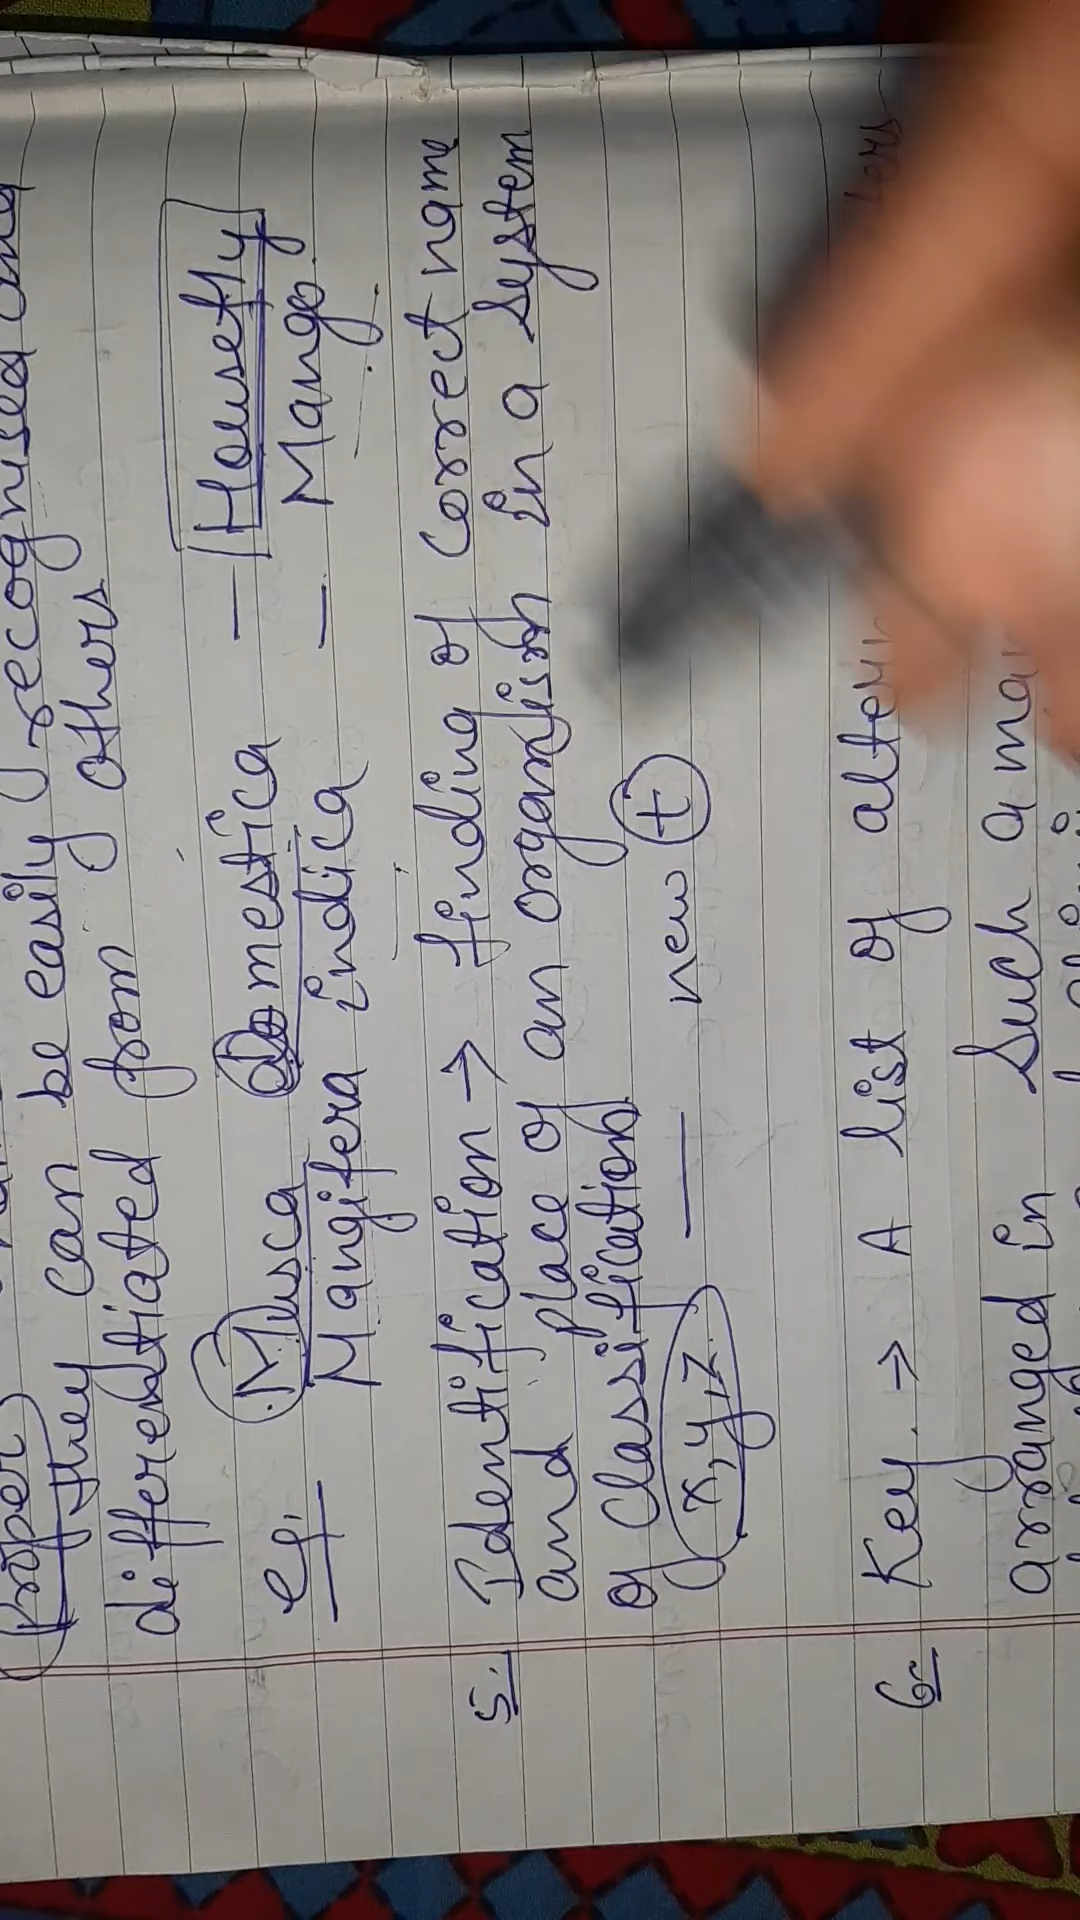 proper) they can be easily recognised and
differentiated from others
eg. Musca domestica — Housefly
Mangifera indica — Mango.
5. Identification → finding of correct name
and place of an organism in a system
of classification
x, y, z. — new t
6. Key. → A list of
arranged in such a